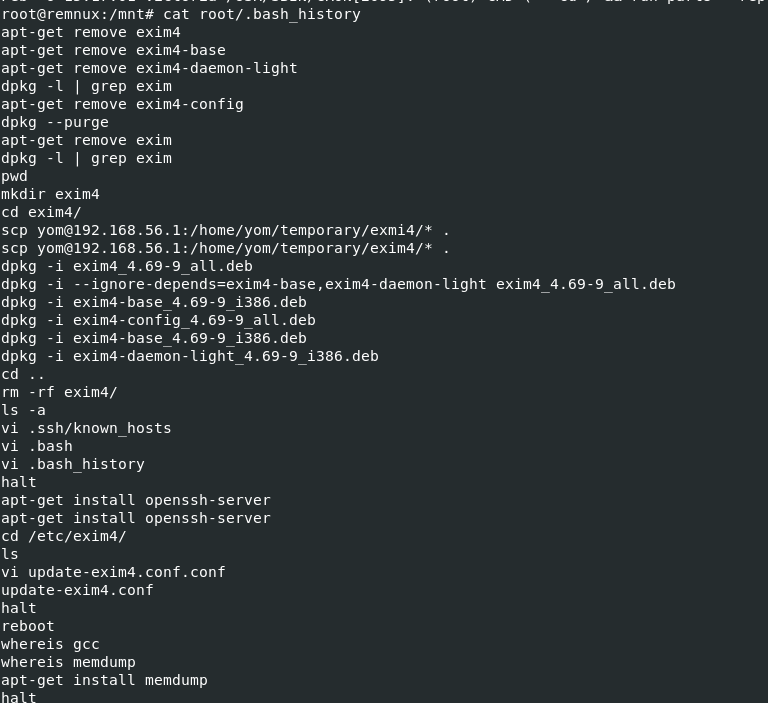 root@remnux:/mnt# cat root/.bash_history
apt-get remove exim4
apt-get remove exim4-base
apt-get remove exim4-daemon-light
dpkg -l | grep exim
apt-get remove exim4-config
dpkg --purge
apt-get remove exim
dpkg -l | grep exim
pwd
mkdir exim4
cd exim4/
scp yom@192.168.56.1:/home/yom/temporary/exmi4/* .
scp yom@192.168.56.1:/home/yom/temporary/exim4/* .
dpkg -i exim4_4.69-9_all.deb
dpkg -i --ignore-depends=exim4-base,exim4-daemon-light exim4_4.69-9_all.deb
dpkg -i exim4-base_4.69-9_i386.deb
dpkg -i exim4-config_4.69-9_all.deb
dpkg -i exim4-base_4.69-9_i386.deb
dpkg -i exim4-daemon-light_4.69-9_i386.deb
cd ..
rm -rf exim4/
ls -a
vi .ssh/known_hosts
vi .bash
vi .bash_history
halt
apt-get install openssh-server
apt-get install openssh-server
cd /etc/exim4/
ls
vi update-exim4.conf.conf
update-exim4.conf
halt
reboot
whereis gcc
whereis memdump
apt-get install memdump
halt